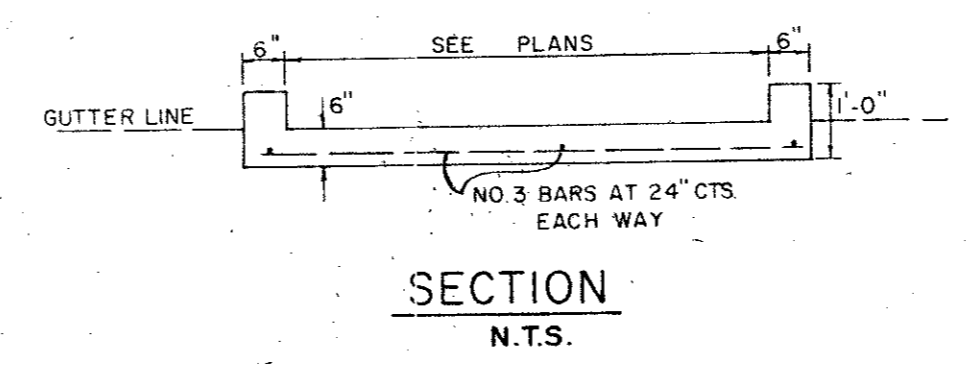 6" SEE PLANS 6"
GUTTER LINE 6" 1'-0"
NO. 3 BARS AT 24" CTS.
EACH WAY
SECTION
N.T.S.